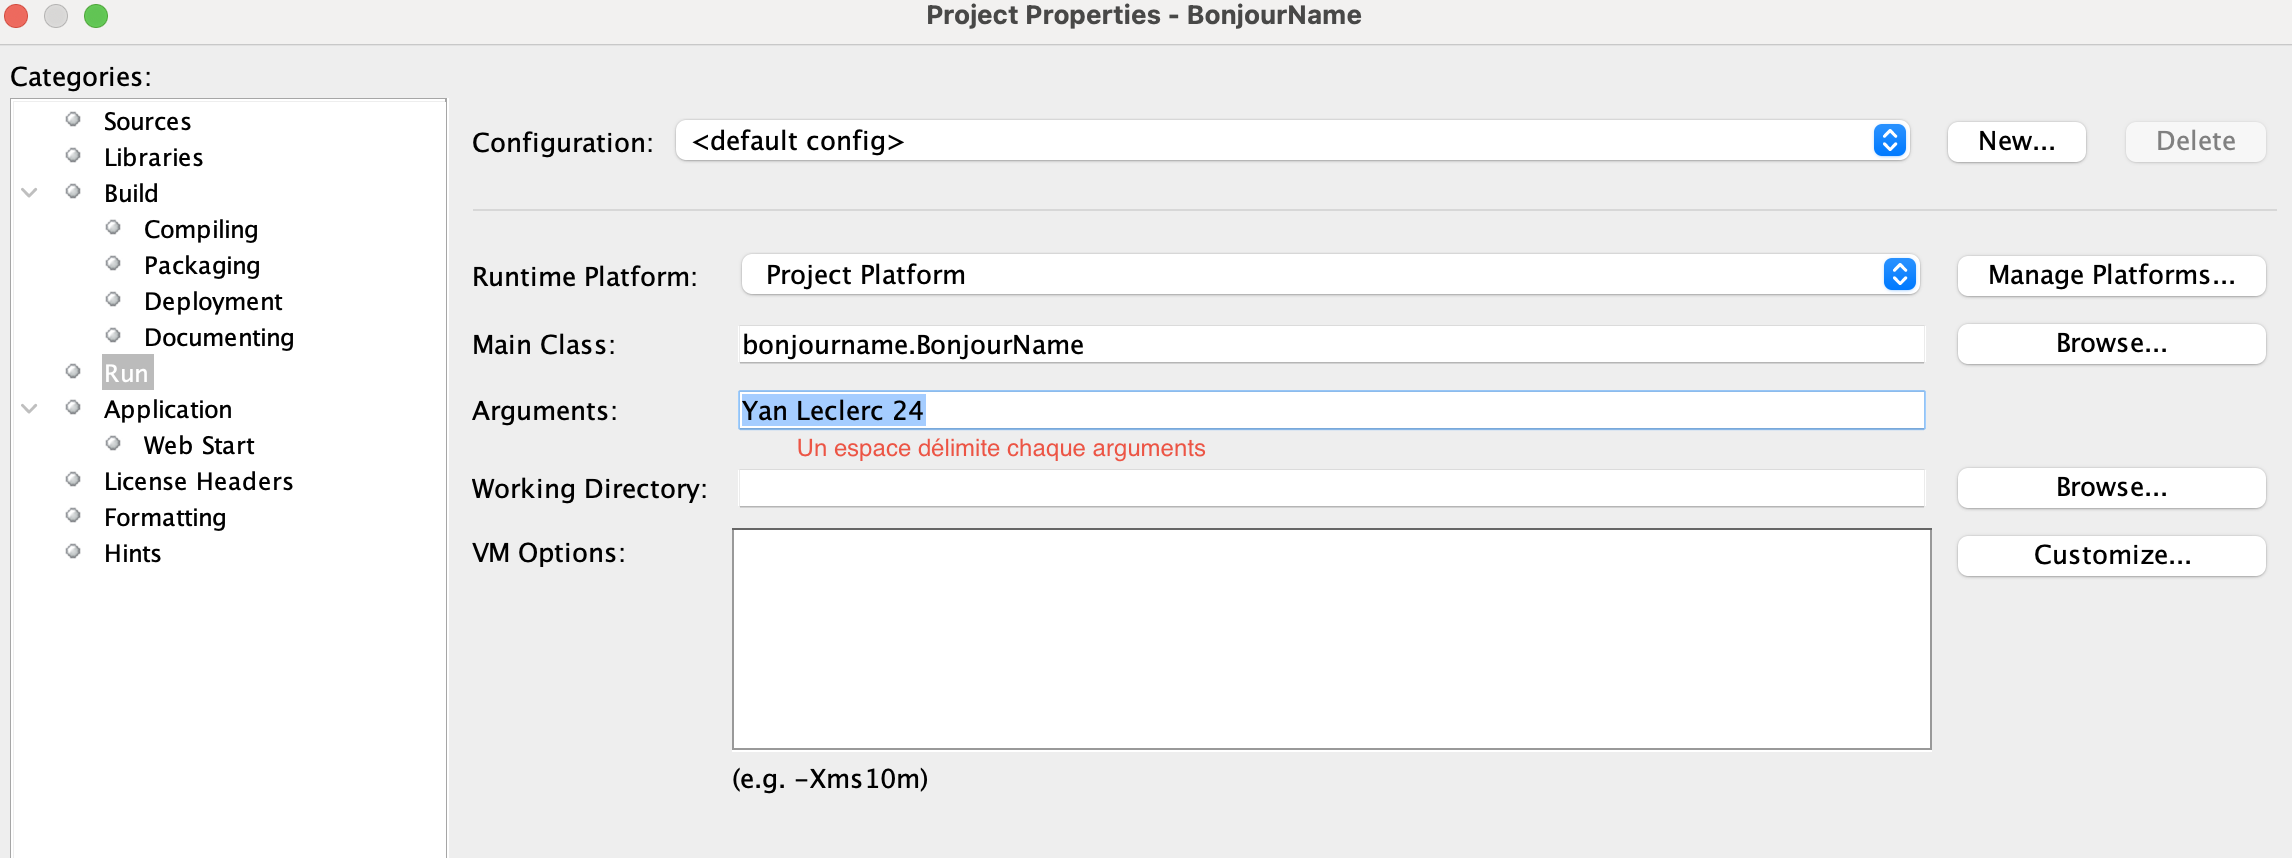 Project Properties - BonjourName
Categories:
Sources
Libraries
Build
Compiling
Packaging
Deployment
Documenting
Run
Application
Web Start
License Headers
Formatting
Hints
Configuration: <default config> New... Delete
Runtime Platform: Project Platform Manage Platforms...
Main Class: bonjourname.BonjourName Browse...
Arguments: Yan Leclerc 24
Un espace délimite chaque arguments
Working Directory: Browse...
VM Options: Customize...
(e.g. -Xms10m)